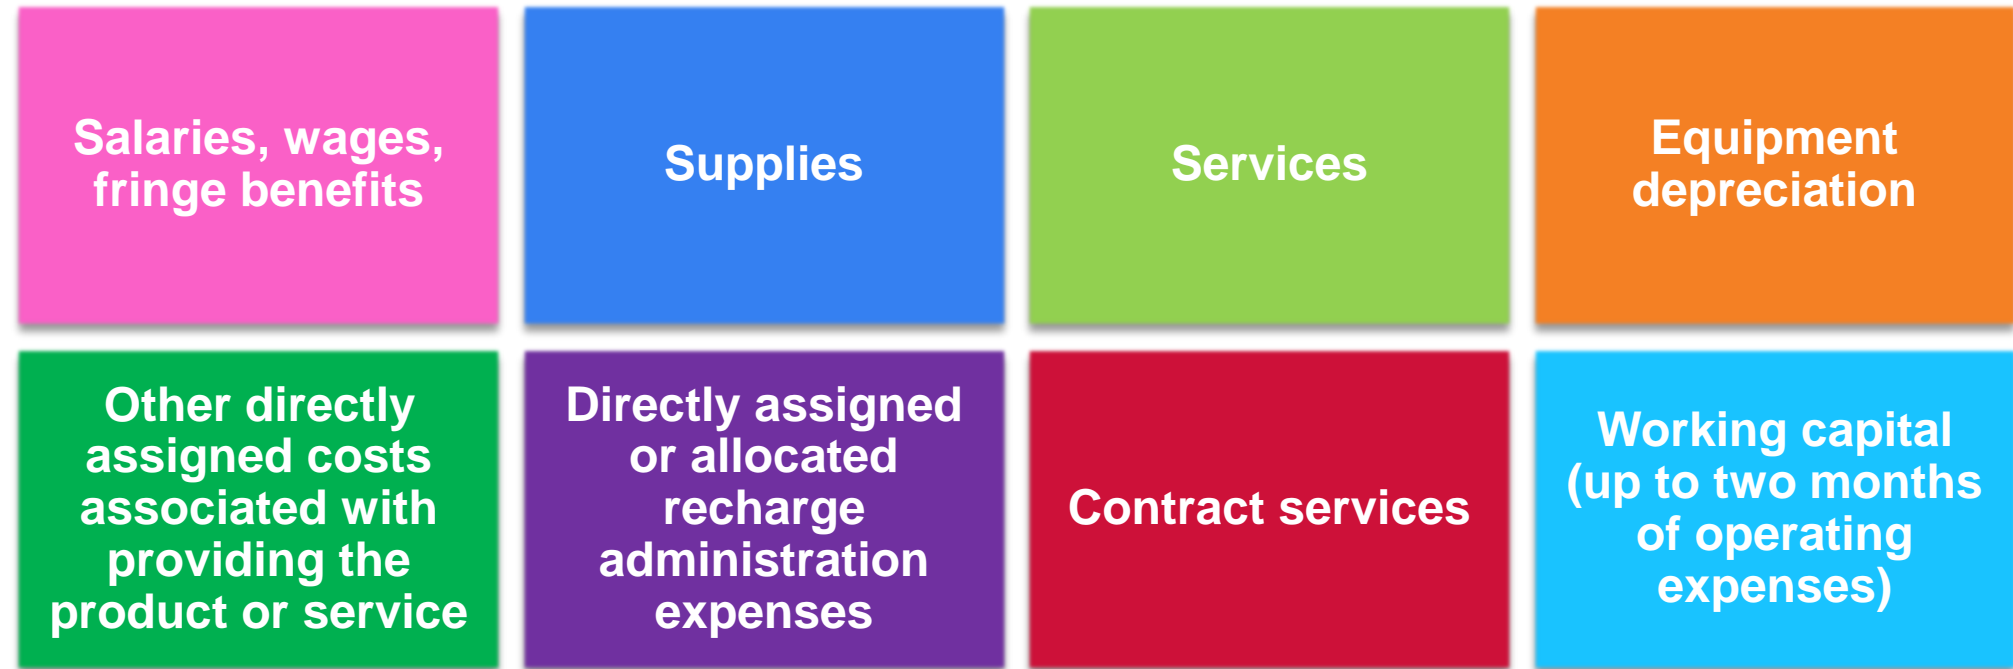 Salaries, wages,
fringe benefits
Supplies
Services
Equipment
depreciation
Other directly
assigned costs
associated with
providing the
product or service
Directly assigned
or allocated
recharge
administration
expenses
Contract services
Working capital
(up to two months
of operating
expenses)